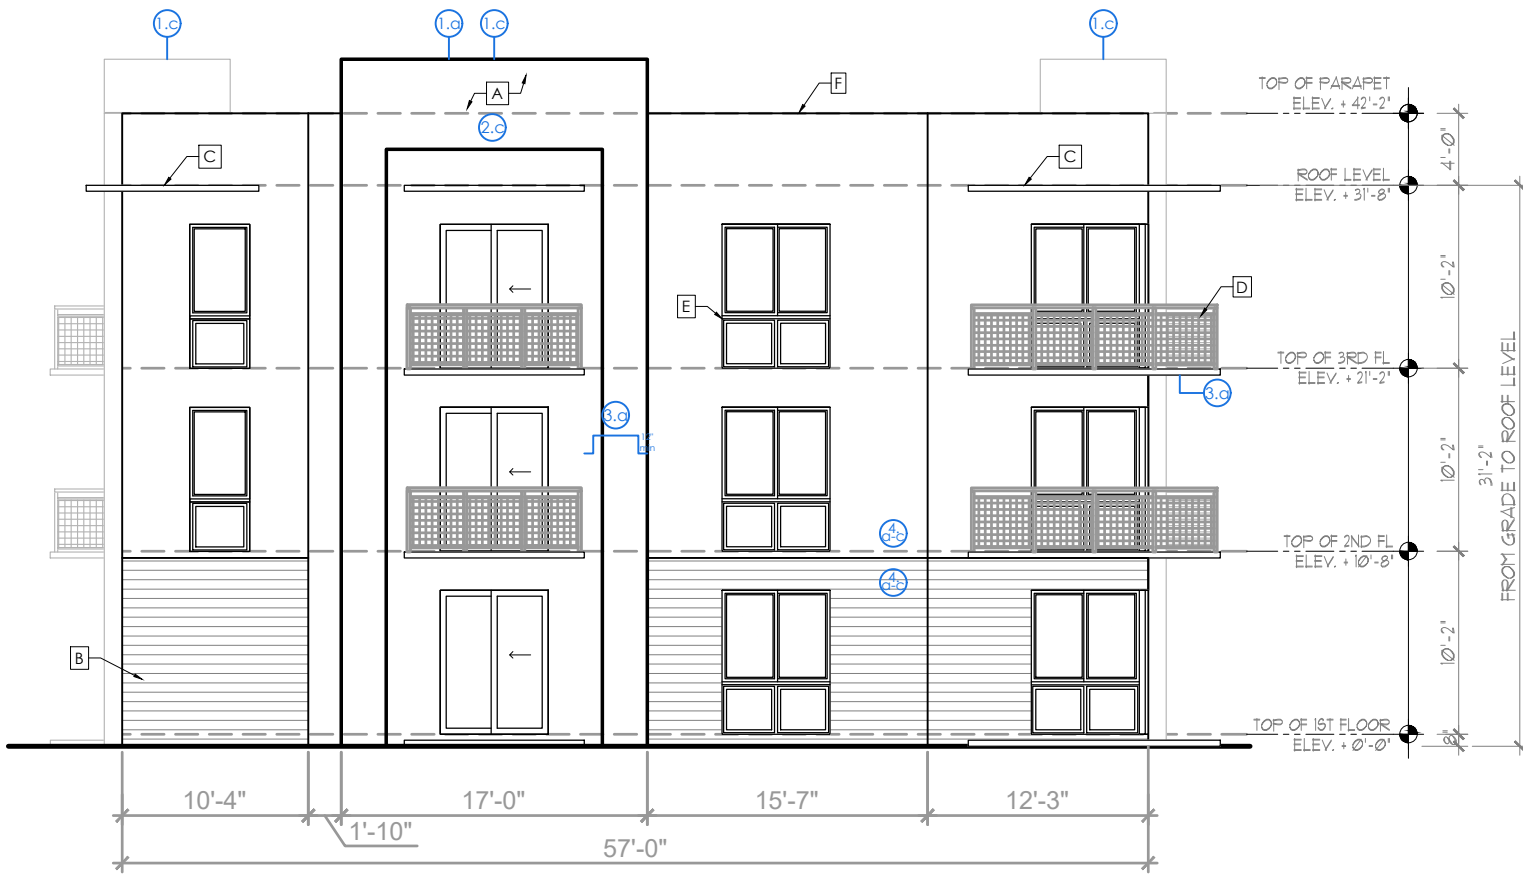 1.c
1.a
1.c
1.c
A
F
2.c
C
C
TOP OF PARAPET
ELEV. + 42'-2"
4'-0"
ROOF LEVEL
ELEV. + 31'-8"
10'-2"
E
D
TOP OF 3RD FL
ELEV. + 21'-2"
3.a
3.a
12"
min
10'-2"
31'-2"
FROM GRADE TO ROOF LEVEL
4.
a-c
4.
a-c
TOP OF 2ND FL
ELEV. + 10'-8"
10'-2"
B
TOP OF 1ST FLOOR
ELEV. + 0'-0"
8"
10'-4"
17'-0"
15'-7"
12'-3"
1'-10"
57'-0"